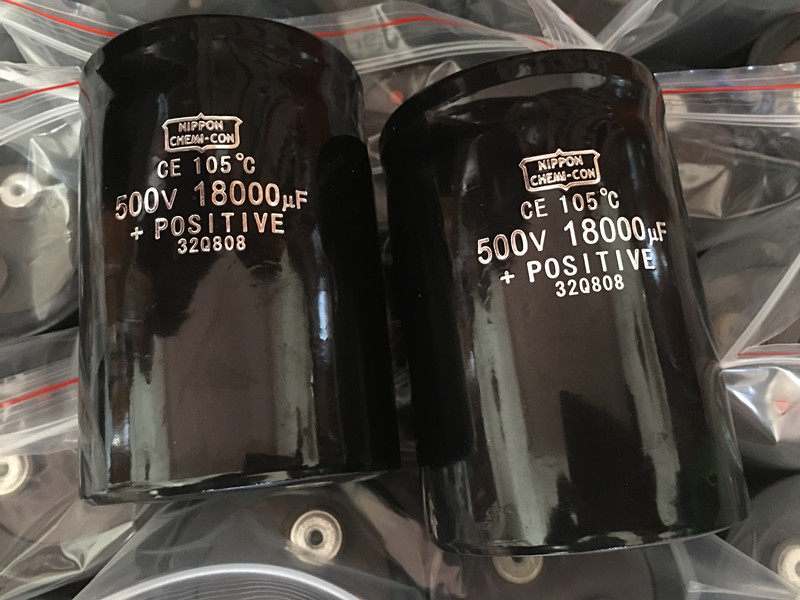 NIPPON
CHEMI-CON
CE 105°C
500V 18000µF
+ POSITIVE
32Q808
NIPPON
CHEMI-CON
CE 105°C
500V 18000µF
+ POSITIVE
32Q808